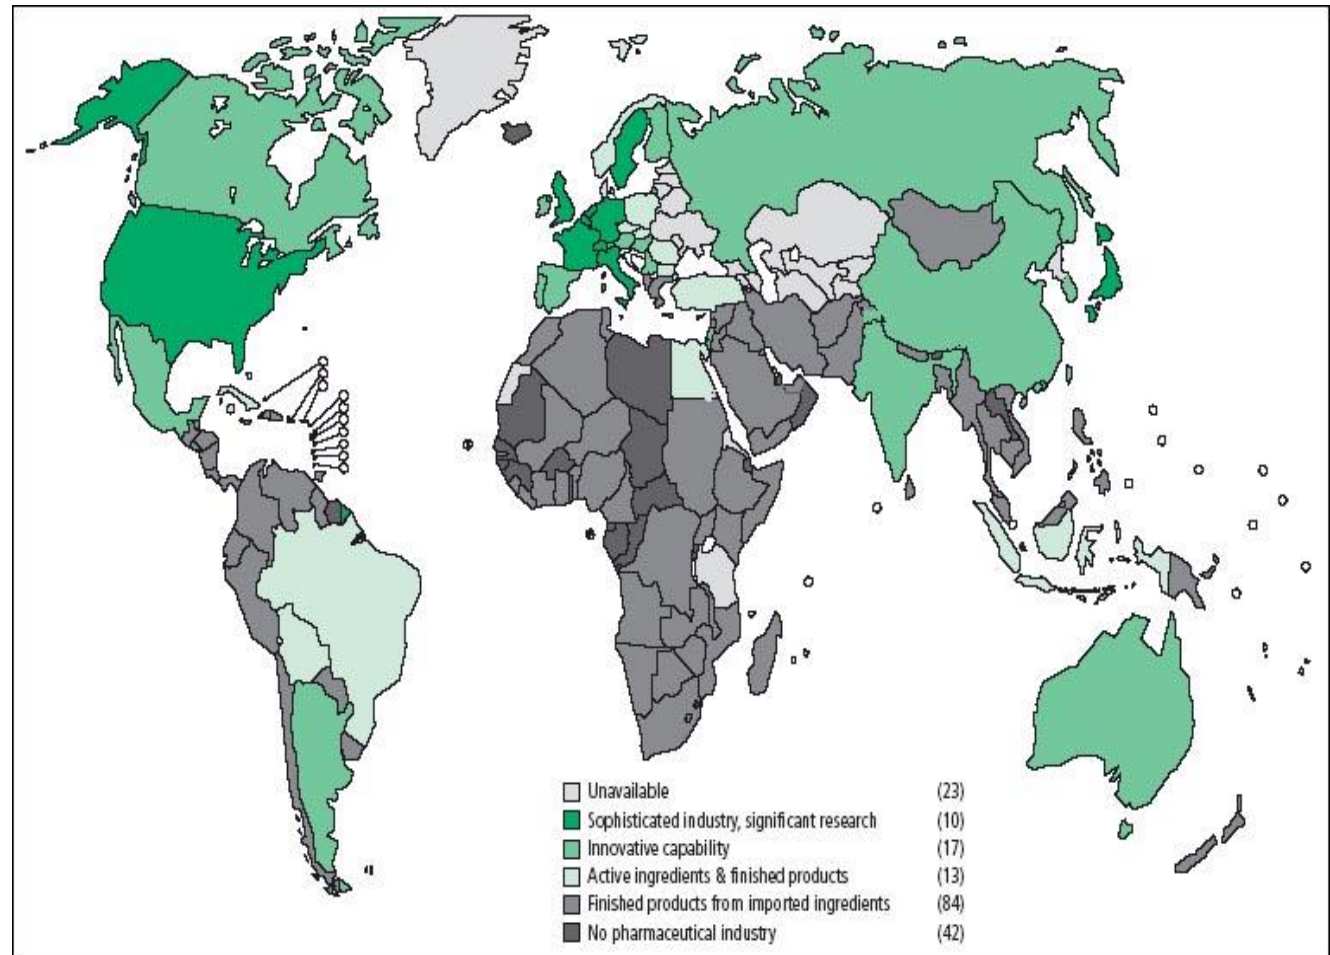 Unavailable (23)
Sophisticated industry, significant research (10)
Innovative capability (17)
Active ingredients & finished products (13)
Finished products from imported ingredients (84)
No pharmaceutical industry (42)